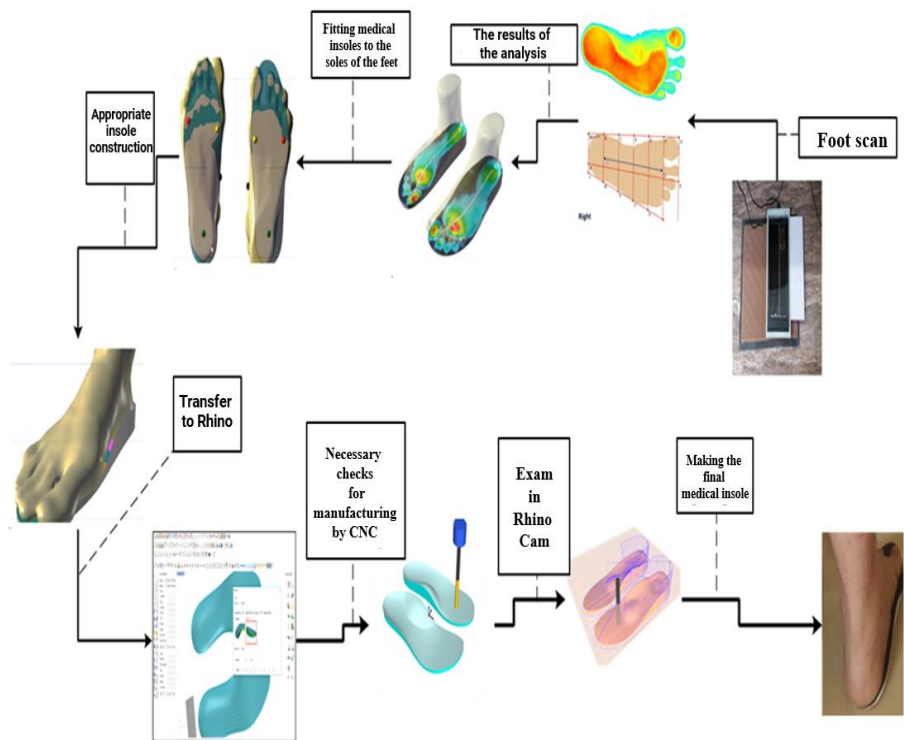 Fitting medical
insoles to the
soles of the feet
The results of
the analysis
Foot scan
Appropriate
insole
construction
Right
Transfer
to Rhino
Necessary
checks
for
manufacturing
by CNC
Exam
in
Rhino
Cam
Making the
final
medical insole